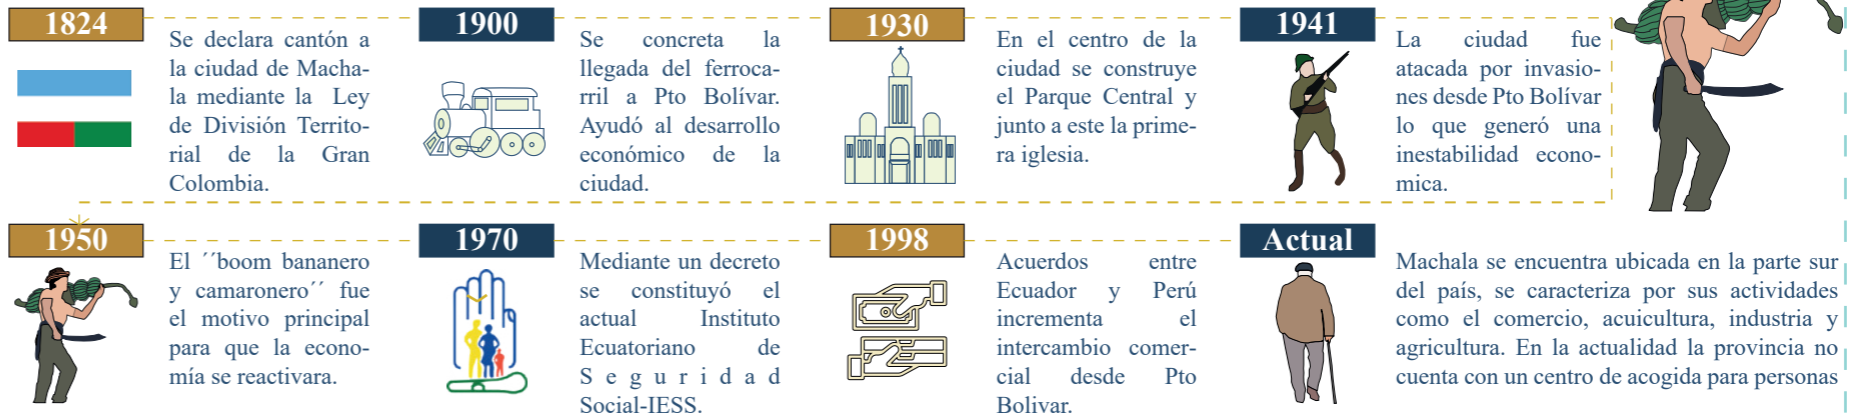 1824
Se declara cantón a
la ciudad de Macha-
la mediante la Ley
de División Territo-
rial de la Gran
Colombia.
1900
Se concreta la
llegada del ferroca-
rril a Pto Bolívar.
Ayudó al desarrollo
económico de la
ciudad.
1930
En el centro de la
ciudad se construye
el Parque Central y
junto a este la prime-
ra iglesia.
1941
La ciudad fue
atacada por invasio-
nes desde Pto Bolívar
lo que generó una
inestabilidad econo-
mica.
1950
El ´´boom bananero
y camaronero´´ fue
el motivo principal
para que la econo-
mía se reactivara.
1970
Mediante un decreto
se constituyó el
actual Instituto
Ecuatoriano de
Seguridad
Social-IESS.
1998
Acuerdos entre
Ecuador y Perú
incrementa el
intercambio comer-
cial desde Pto
Bolivar.
Actual
Machala se encuentra ubicada en la parte sur
del país, se caracteriza por sus actividades
como el comercio, acuicultura, industria y
agricultura. En la actualidad la provincia no
cuenta con un centro de acogida para personas